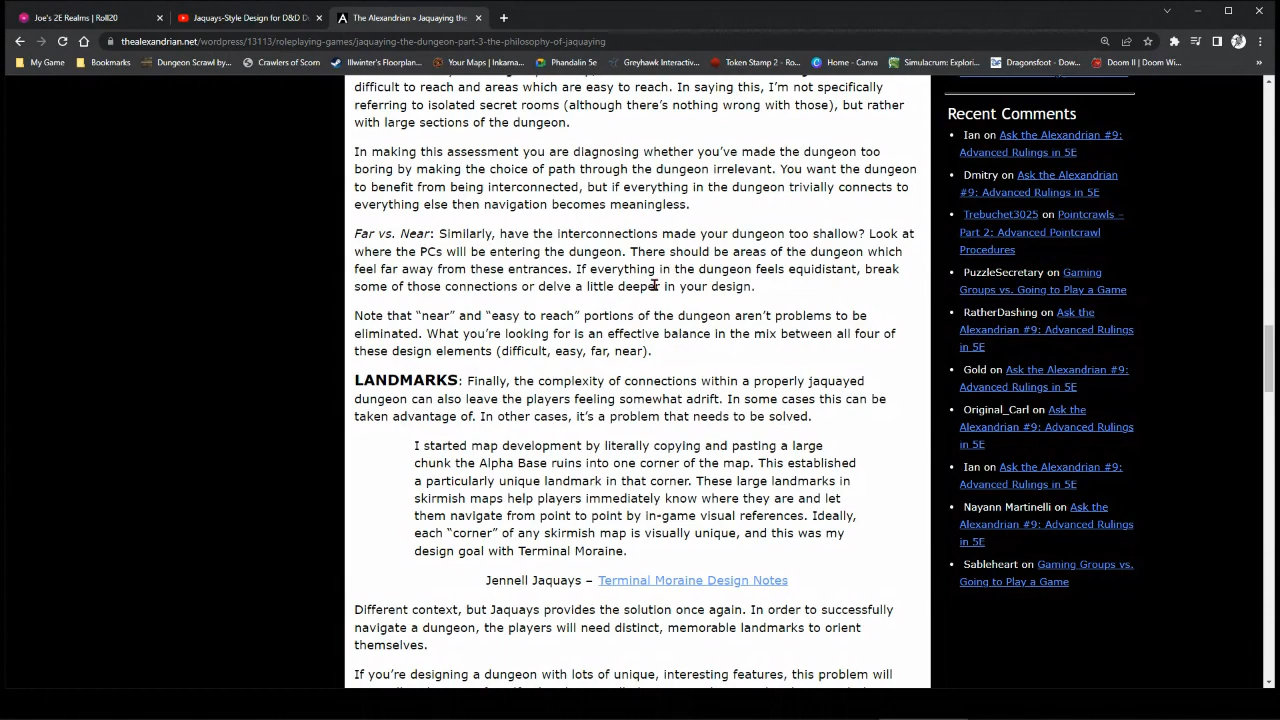 Joe's 2E Realms | Roll20
Jaquays-Style Design for D&D D
The Alexandrian » Jaquaying the
thealexandrian.net/wordpress/13113/roleplaying-games/jaquaying-the-dungeon-part-3-the-philosophy-of-jaquaying
My Game
Bookmarks
Dungeon Scrawl by...
Crawlers of Scorn
Illwinter's Floorplan...
Your Maps | Inkarna...
Phandalin 5e
Greyhawk Interactiv...
Token Stamp 2 - Ro...
Home - Canva
Simulacrum: Explori...
Dragonsfoot - Dow...
Doom II | Doom Wi...
»
difficult to reach and areas which are easy to reach. In saying this, I'm not specifically
referring to isolated secret rooms (although there's nothing wrong with those), but rather
with large sections of the dungeon.
In making this assessment you are diagnosing whether you've made the dungeon too
boring by making the choice of path through the dungeon irrelevant. You want the dungeon
to benefit from being interconnected, but if everything in the dungeon trivially connects to
everything else then navigation becomes meaningless.
Far vs. Near: Similarly, have the interconnections made your dungeon too shallow? Look at
where the PCs will be entering the dungeon. There should be areas of the dungeon which
feel far away from these entrances. If everything in the dungeon feels equidistant, break
some of those connections or delve a little deeper in your design.
Note that “near” and “easy to reach” portions of the dungeon aren't problems to be
eliminated. What you're looking for is an effective balance in the mix between all four of
these design elements (difficult, easy, far, near).
LANDMARKS: Finally, the complexity of connections within a properly jaquayed
dungeon can also leave the players feeling somewhat adrift. In some cases this can be
taken advantage of. In other cases, it's a problem that needs to be solved.
I started map development by literally copying and pasting a large
chunk the Alpha Base ruins into one corner of the map. This established
a particularly unique landmark in that corner. These large landmarks in
skirmish maps help players immediately know where they are and let
them navigate from point to point by in-game visual references. Ideally,
each “corner” of any skirmish map is visually unique, and this was my
design goal with Terminal Moraine.
Jennell Jaquays – Terminal Moraine Design Notes
Different context, but Jaquays provides the solution once again. In order to successfully
navigate a dungeon, the players will need distinct, memorable landmarks to orient
themselves.
If you're designing a dungeon with lots of unique, interesting features, this problem will
Recent Comments
Ian on Ask the Alexandrian #9:
Advanced Rulings in 5E
Dmitry on Ask the Alexandrian
#9: Advanced Rulings in 5E
Trebuchet3025 on Pointcrawls –
Part 2: Advanced Pointcrawl
Procedures
PuzzleSecretary on Gaming
Groups vs. Going to Play a Game
RatherDashing on Ask the
Alexandrian #9: Advanced Rulings
in 5E
Gold on Ask the Alexandrian #9:
Advanced Rulings in 5E
Original_Carl on Ask the
Alexandrian #9: Advanced Rulings
in 5E
Ian on Ask the Alexandrian #9:
Advanced Rulings in 5E
Nayann Martinelli on Ask the
Alexandrian #9: Advanced Rulings
in 5E
Sableheart on Gaming Groups vs.
Going to Play a Game